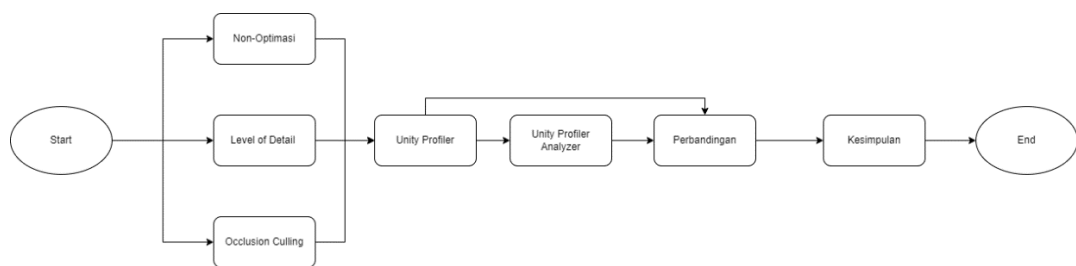 Start
Non-Optimasi
Level of Detail
Occlusion Culling
Unity Profiler
Unity Profiler
Analyzer
Perbandingan
Kesimpulan
End